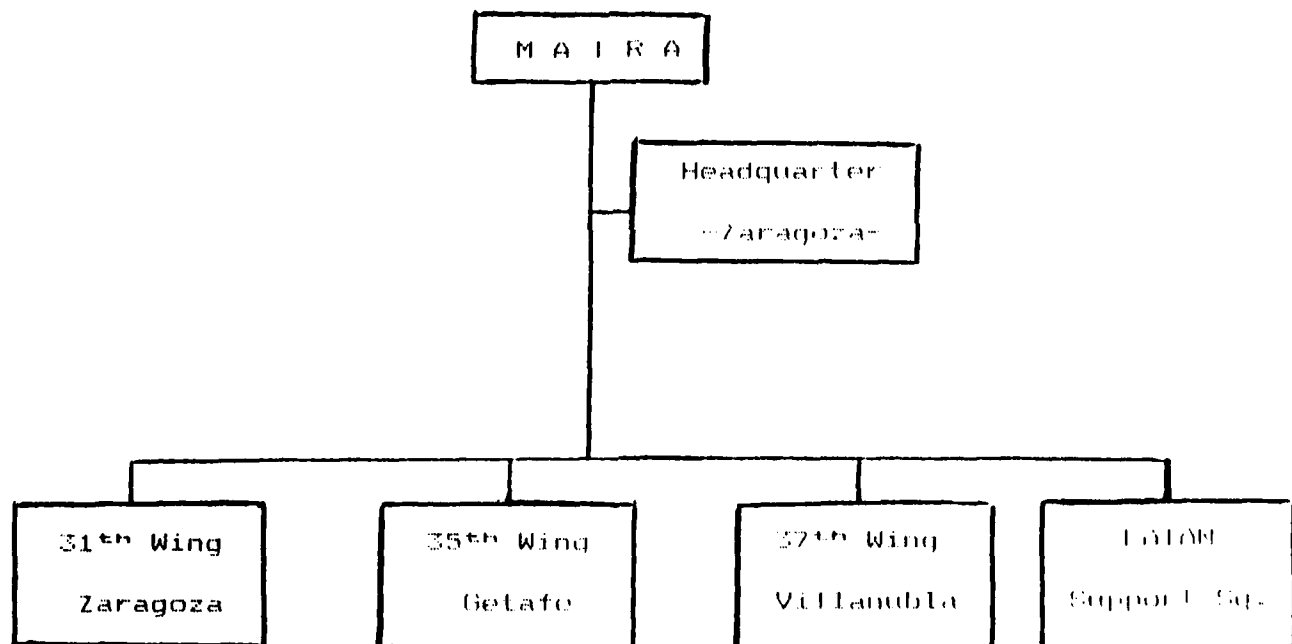 M A I R A
Headquarter
-Zaragoza-
31th Wing
Zaragoza
35th Wing
Getafe
37th Wing
Villanubla
Support Sq.